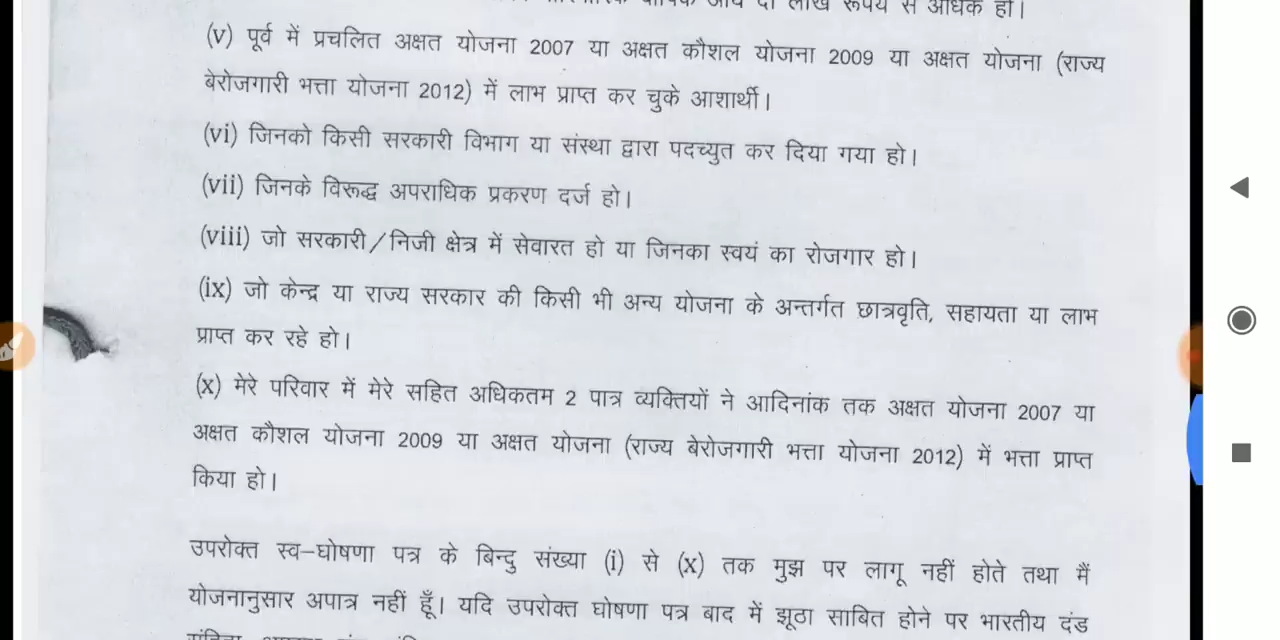 रूपये से अधिक हो।
(v) पूर्व में प्रचलित अक्षत योजना 2007 या अक्षत कौशल योजना 2009 या अक्षत योजना (राज्य
बेरोजगारी भत्ता योजना 2012) में लाभ प्राप्त कर चुके आशार्थी।
(vi) जिनको किसी सरकारी विभाग या संस्था द्वारा पदच्युत कर दिया गया हो।
(vii) जिनके विरूद्ध अपराधिक प्रकरण दर्ज हो।
(viii) जो सरकारी/निजी क्षेत्र में सेवारत हो या जिनका स्वयं का रोजगार हो।
(ix) जो केन्द्र या राज्य सरकार की किसी भी अन्य योजना के अन्तर्गत छात्रवृति, सहायता या लाभ
प्राप्त कर रहे हो।
(x) मेरे परिवार में मेरे सहित अधिकतम 2 पात्र व्यक्तियों ने आदिनांक तक अक्षत योजना 2007 या
अक्षत कौशल योजना 2009 या अक्षत योजना (राज्य बेरोजगारी भत्ता योजना 2012) में भत्ता प्राप्त
किया हो।
उपरोक्त स्व-घोषणा पत्र के बिन्दु संख्या (i) से (x) तक मुझ पर लागू नहीं होते तथा मैं
योजनानुसार अपात्र नहीं हूँ। यदि उपरोक्त घोषणा पत्र बाद में झूठा साबित होने पर भारतीय दंड